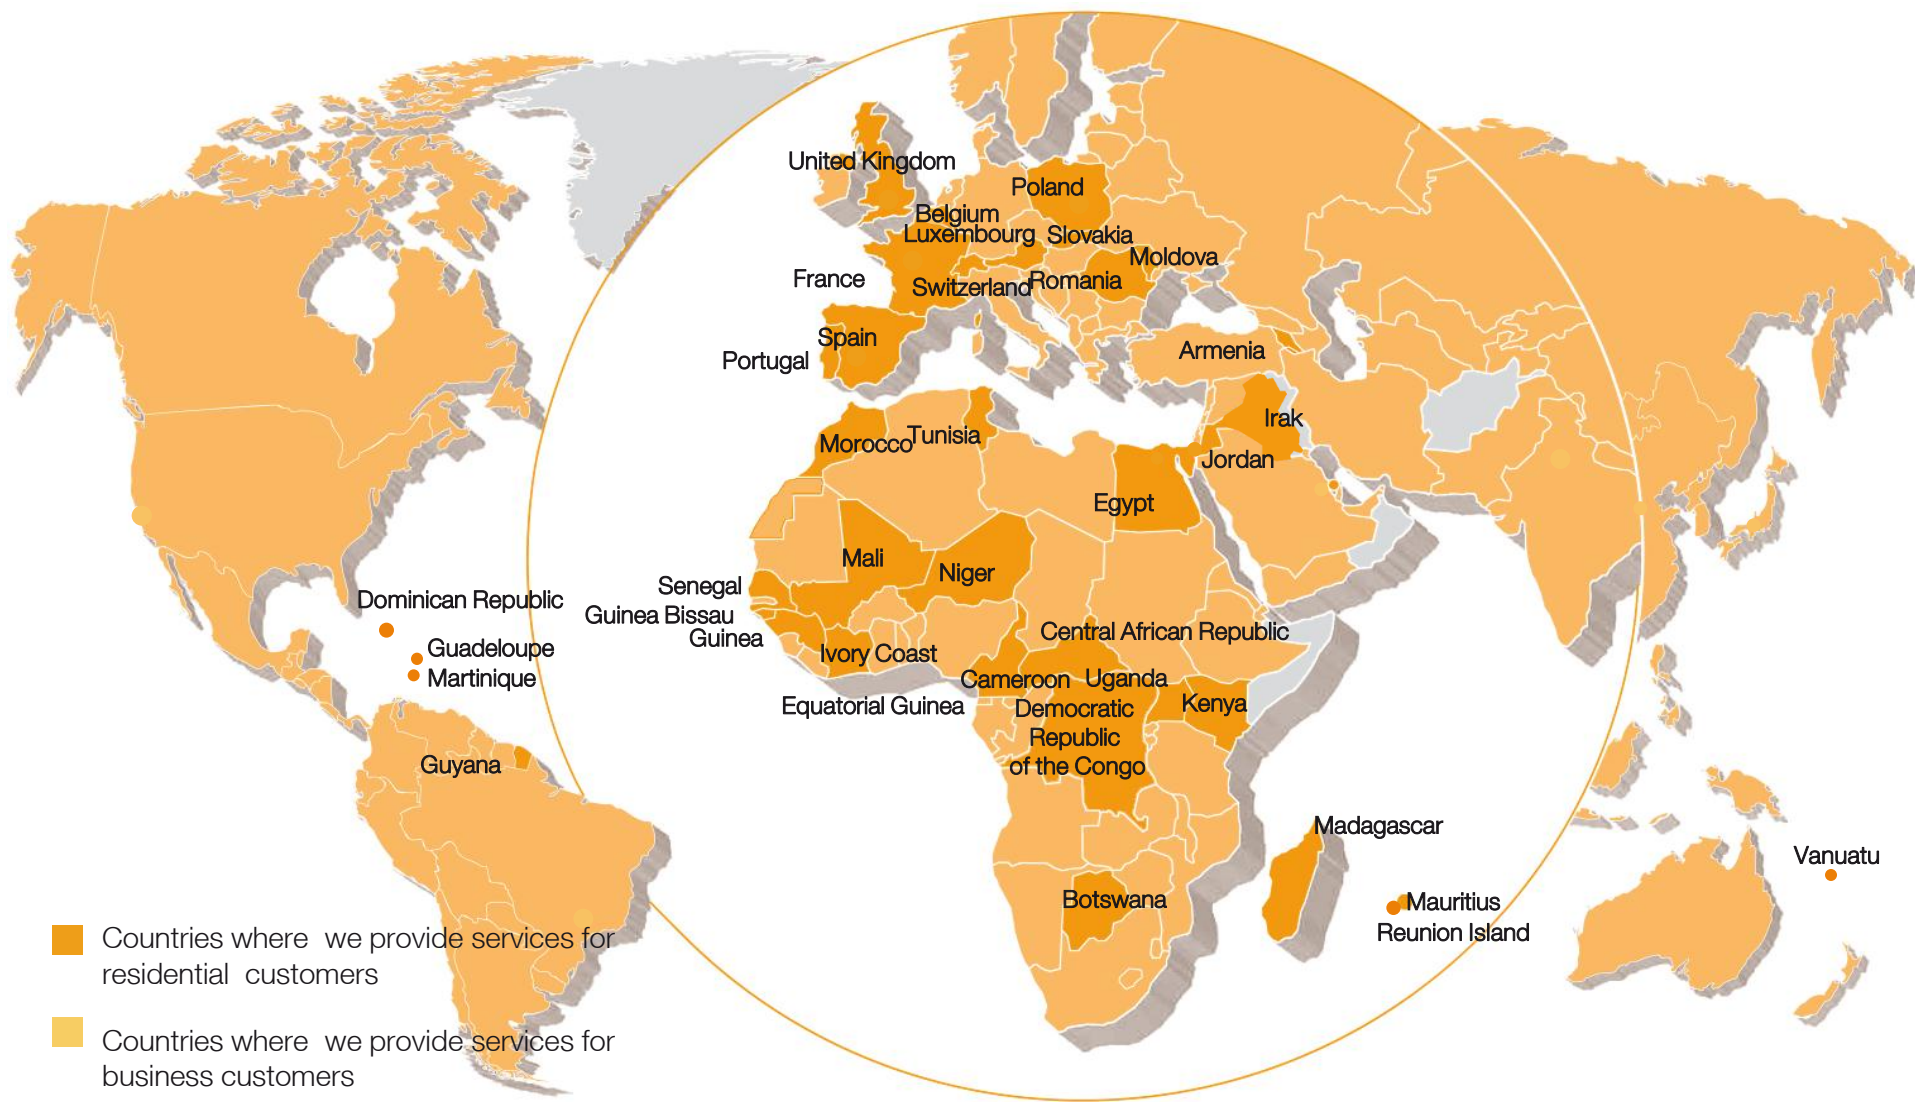 United Kingdom
Poland
Belgium
Luxembourg
Slovakia
Moldova
France
Switzerland
Romania
Spain
Portugal
Armenia
Irak
Morocco
Tunisia
Jordan
Egypt
Mali
Niger
Senegal
Guinea Bissau
Guinea
Dominican Republic
Guadeloupe
Martinique
Central African Republic
Ivory Coast
Cameroon
Uganda
Equatorial Guinea
Kenya
Democratic
Republic
of the Congo
Guyana
Madagascar
Vanuatu
Botswana
Mauritius
Reunion Island
Countries where we provide services for
residential customers
Countries where we provide services for
business customers